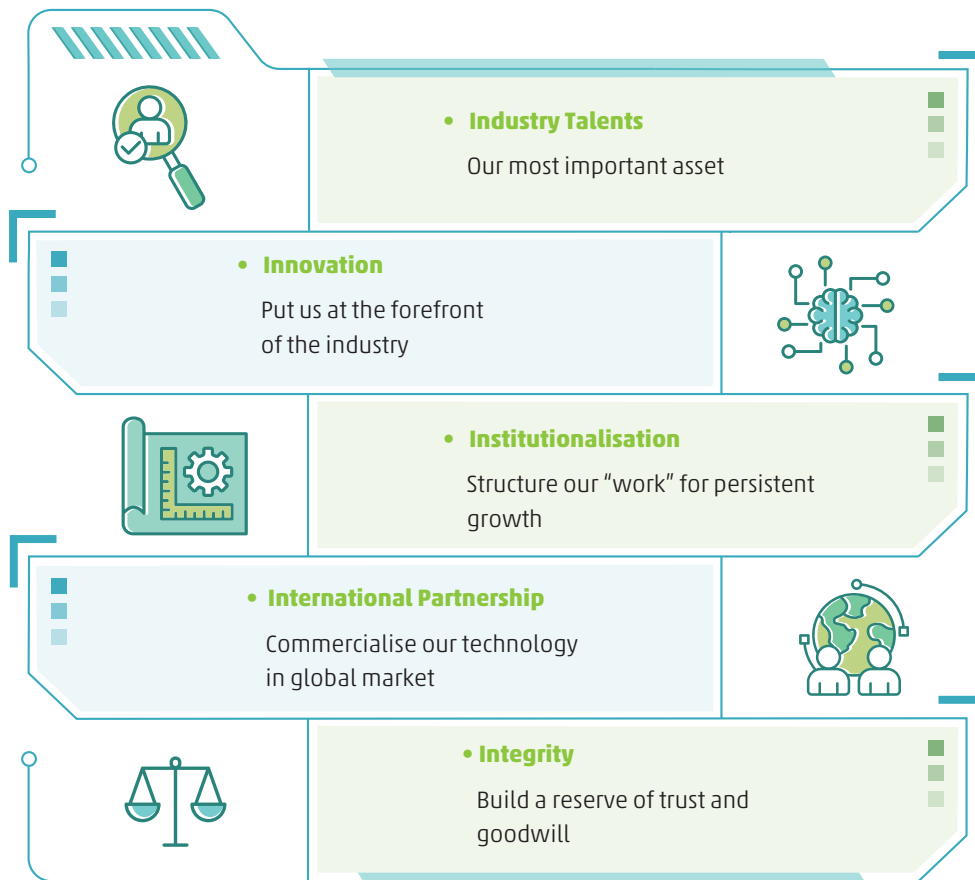 • Industry Talents
Our most important asset
• Innovation
Put us at the forefront
of the industry
• Institutionalisation
Structure our “work” for persistent
growth
• International Partnership
Commercialise our technology
in global market
• Integrity
Build a reserve of trust and
goodwill